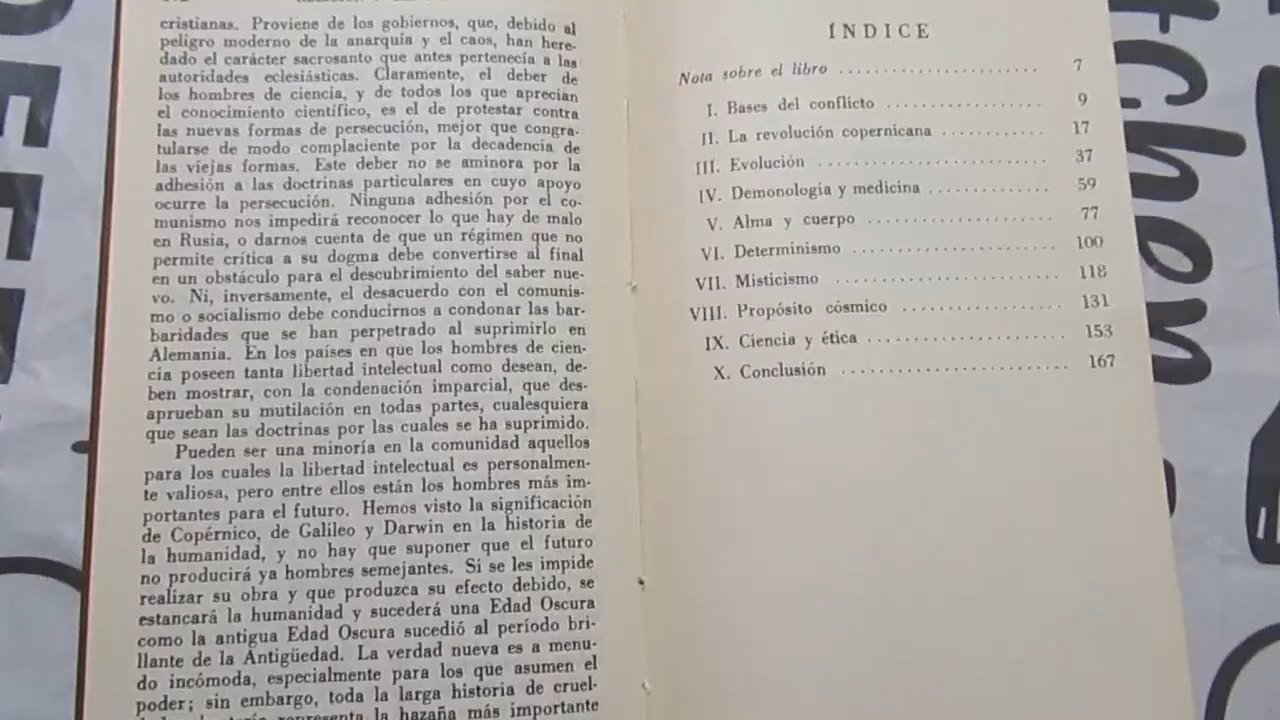 cristianas. Proviene de los gobiernos, que, debido al
peligro moderno de la anarquía y el caos, han here-
dado el carácter sacrosanto que antes pertenecía a las
autoridades eclesiásticas. Claramente, el deber de
los hombres de ciencia, y de todos los que aprecian
el conocimiento científico, es el de protestar contra
las nuevas formas de persecución, mejor que congra-
tularse de modo complaciente por la decadencia de
las viejas formas. Este deber no se aminora por la
adhesión a las doctrinas particulares en cuyo apoyo
ocurre la persecución. Ninguna adhesión por el co-
munismo nos impedirá reconocer lo que hay de malo
en Rusia, o darnos cuenta de que un régimen que no
permite crítica a su dogma debe convertirse al final
en un obstáculo para el descubrimiento del saber nue-
vo. Ni, inversamente, el desacuerdo con el comunis-
mo o socialismo debe conducirnos a condonar las bar-
baridades que se han perpetrado al suprimirlo en
Alemania. En los países en que los hombres de cien-
cia poseen tanta libertad intelectual como desean, de-
ben mostrar, con la condenación imparcial, que des-
aprueban su mutilación en todas partes, cualesquiera
que sean las doctrinas por las cuales se ha suprimido.
Pueden ser una minoría en la comunidad aquellos
para los cuales la libertad intelectual es personalmen-
te valiosa, pero entre ellos están los hombres más im-
portantes para el futuro. Hemos visto la significación
de Copérnico, de Galileo y Darwin en la historia de
la humanidad, y no hay que suponer que el futuro
no producirá ya hombres semejantes. Si se les impide
realizar su obra y que produzca su efecto debido, se
estancará la humanidad y sucederá una Edad Oscura
como la antigua Edad Oscura sucedió al período bri-
llante de la Antigüedad. La verdad nueva es a menu-
do incómoda, especialmente para los que asumen el
poder; sin embargo, toda la larga historia de cruel-
representa la hazaña más importante
ÍNDICE
Nota sobre el libro . . . . . . . . . . . . . . . . . . . . . . 7
I. Bases del conflicto . . . . . . . . . . . . . . . . . 9
II. La revolución copernicana . . . . . . . . . . . 17
III. Evolución . . . . . . . . . . . . . . . . . . . . . . . . 37
IV. Demonología y medicina . . . . . . . . . . . . . 59
V. Alma y cuerpo . . . . . . . . . . . . . . . . . . . . 77
VI. Determinismo . . . . . . . . . . . . . . . . . . . . . 100
VII. Misticismo . . . . . . . . . . . . . . . . . . . . . . . 118
VIII. Propósito cósmico . . . . . . . . . . . . . . . . . 131
IX. Ciencia y ética . . . . . . . . . . . . . . . . . . . . . 153
X. Conclusión . . . . . . . . . . . . . . . . . . . . . . . . 167